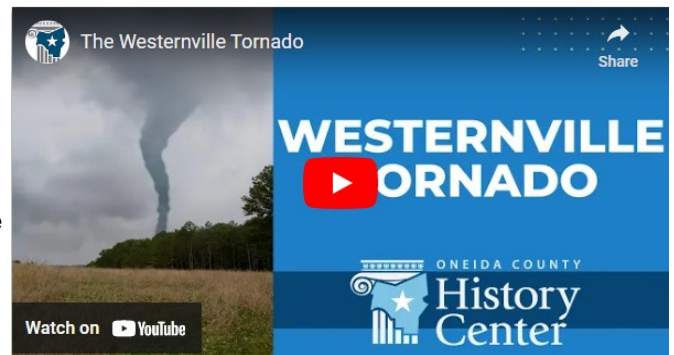 The Westernville Tornado
Share
WESTERNVILLE
ORNADO
ONEIDA COUNTY
History
Center
e
Watch on YouTube